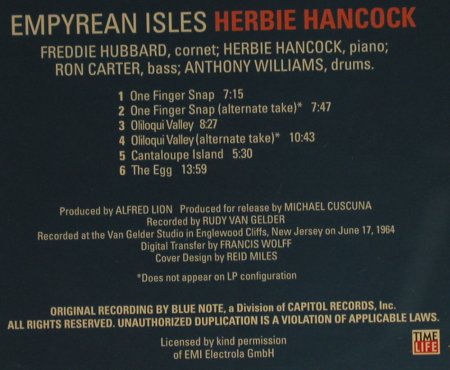 EMPYREAN ISLES HERBIE HANCOCK
FREDDIE HUBBARD, cornet; HERBIE HANCOCK, piano;
RON CARTER, bass; ANTHONY WILLIAMS, drums.
1 One Finger Snap 7:15
2 One Finger Snap (alternate take)* 7:47
3 Oliloqui Valley 8:27
4 Oliloqui Valley (alternate take)* 10:43
5 Cantaloupe Island 5:30
6 The Egg 13:59
Produced by ALFRED LION Produced for release by MICHAEL CUSCUNA
Recorded by RUDY VAN GELDER
Recorded at the Van Gelder Studio in Englewood Cliffs, New Jersey on June 17, 1964
Digital Transfer by FRANCIS WOLFF
Cover Design by REID MILES
*Does not appear on LP configuration
ORIGINAL RECORDING BY BLUE NOTE, a Division of CAPITOL RECORDS, Inc.
ALL RIGHTS RESERVED. UNAUTHORIZED DUPLICATION IS A VIOLATION OF APPLICABLE LAWS.
Licensed by kind permission
of EMI Electrola GmbH
TIME
LIFE